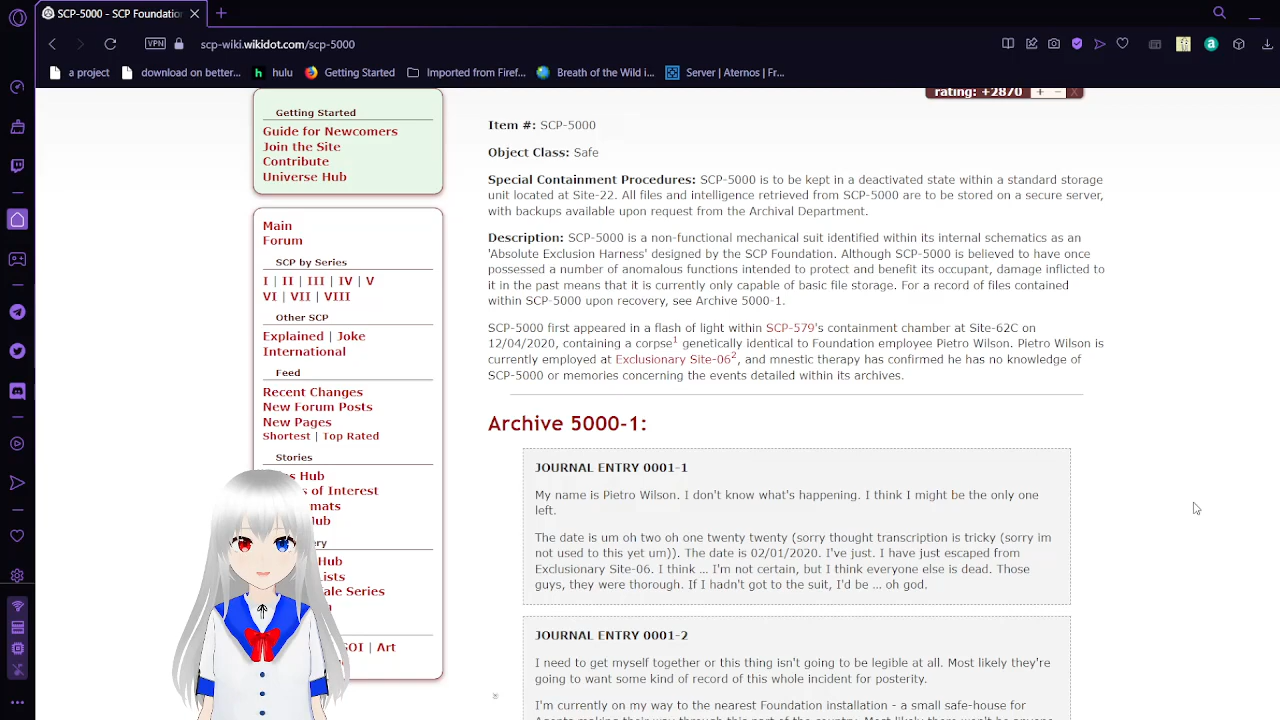 SCP-5000 - SCP Foundation
VPN
scp-wiki.wikidot.com/scp-5000
a project
download on better...
hulu
Getting Started
Imported from Firef...
Breath of the Wild i...
Server | Aternos | Fr...
Getting Started
Guide for Newcomers
Join the Site
Contribute
Universe Hub
Main
Forum
SCP by Series
I | II | III | IV | V
VI | VII | VIII
Other SCP
Explained | Joke
International
Feed
Recent Changes
New Forum Posts
New Pages
Shortest | Top Rated
Stories
Hub
of Interest
Hub
Series
GOI | Art
rating: +2870 + – X
Item #: SCP-5000
Object Class: Safe
Special Containment Procedures: SCP-5000 is to be kept in a deactivated state within a standard storage
unit located at Site-22. All files and intelligence retrieved from SCP-5000 are to be stored on a secure server,
with backups available upon request from the Archival Department.
Description: SCP-5000 is a non-functional mechanical suit identified within its internal schematics as an
'Absolute Exclusion Harness' designed by the SCP Foundation. Although SCP-5000 is believed to have once
possessed a number of anomalous functions intended to protect and benefit its occupant, damage inflicted to
it in the past means that it is currently only capable of basic file storage. For a record of files contained
within SCP-5000 upon recovery, see Archive 5000-1.
SCP-5000 first appeared in a flash of light within SCP-579's containment chamber at Site-62C on
12/04/2020, containing a corpse1 genetically identical to Foundation employee Pietro Wilson. Pietro Wilson is
currently employed at Exclusionary Site-062, and mnestic therapy has confirmed he has no knowledge of
SCP-5000 or memories concerning the events detailed within its archives.
Archive 5000-1:
JOURNAL ENTRY 0001-1
My name is Pietro Wilson. I don't know what's happening. I think I might be the only one
left.
The date is um oh two oh one twenty twenty (sorry thought transcription is tricky (sorry im
not used to this yet um)). The date is 02/01/2020. I've just. I have just escaped from
Exclusionary Site-06. I think … I'm not certain, but I think everyone else is dead. Those
guys, they were thorough. If I hadn't got to the suit, I'd be … oh god.
JOURNAL ENTRY 0001-2
I need to get myself together or this thing isn't going to be legible at all. Most likely they're
going to want some kind of record of this whole incident for posterity.
I'm currently on my way to the nearest Foundation installation - a small safe-house for